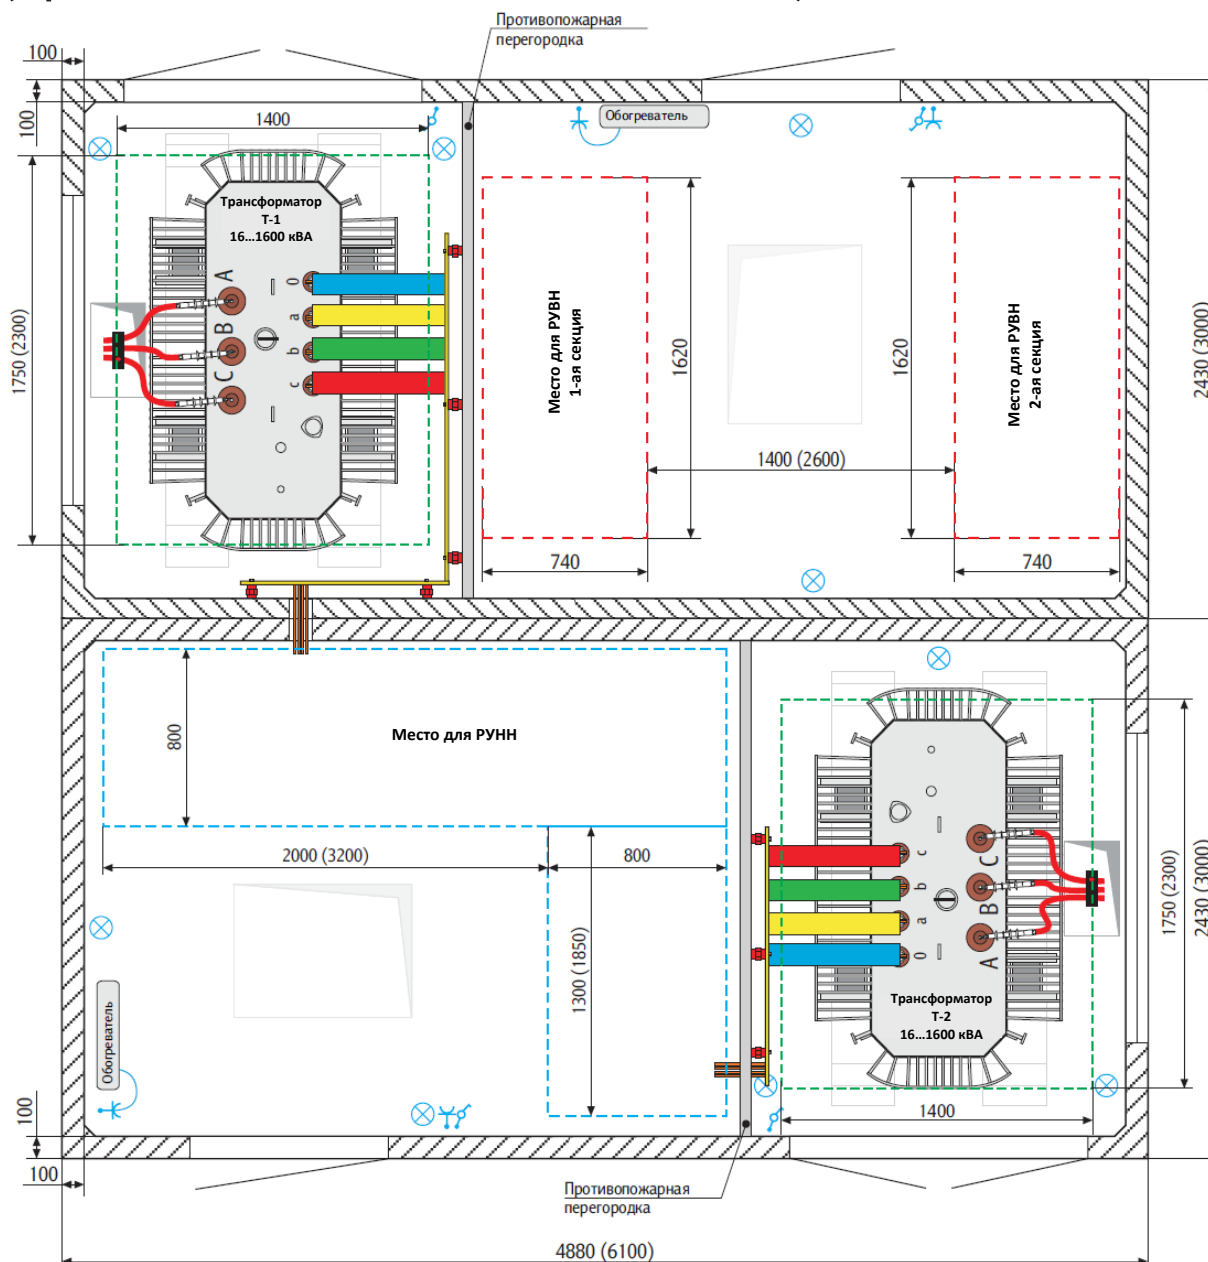 Противопожарная
перегородка
100
100
1400
Обогреватель
Трансформатор
Т-1
16...1600 кВА
A
B
C
0
a
b
c
1750 (2300)
Место для РУВН
1-ая секция
1620
1620
Место для РУВН
2-ая секция
2430 (3000)
1400 (2600)
740
740
800
Место для РУНН
2000 (3200)
800
1300 (1850)
Обогреватель
c
b
a
0
C
B
A
Трансформатор
Т-2
16...1600 кВА
1750 (2300)
2430 (3000)
1400
100
100
Противопожарная
перегородка
4880 (6100)